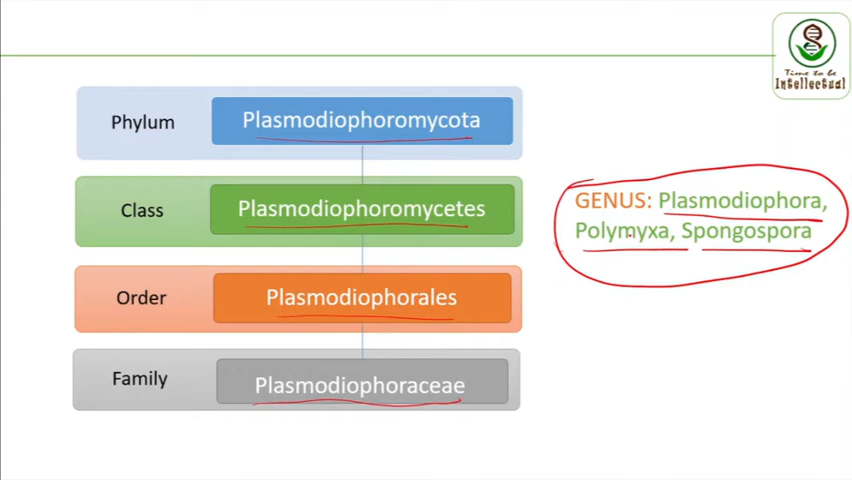 Time to be
Intellectual
Phylum
Plasmodiophoromycota
Class
Plasmodiophoromycetes
GENUS: Plasmodiophora,
Polymyxa, Spongospora
Order
Plasmodiophorales
Family
Plasmodiophoraceae